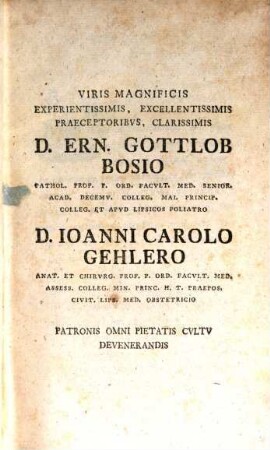 VIRIS MAGNIFICIS
EXPERIENTISSIMIS, EXCELLENTISSIMIS
PRAECEPTORIBVS, CLARISSIMIS
D. ERN. GOTTLOB
BOSIO
PATHOL. PROF. P. ORD. FACVLT. MED. SENIOR.
ACAD. DECEMV. COLLEG. MAI. PRINCIP.
COLLEG. ET APVD LIPSICOS POLIATRO
D. IOANNI CAROLO
GEHLERO
ANAT. ET CHIRVRG. PROF. P. ORD. FACVLT. MED.
ASSESS. COLLEG. MIN. PRINC. H. T. PRAEPOS.
CIVIT. LIPS. MED. OBSTETRICIO
PATRONIS OMNI PIETATIS CVLTV
DEVENERANDIS